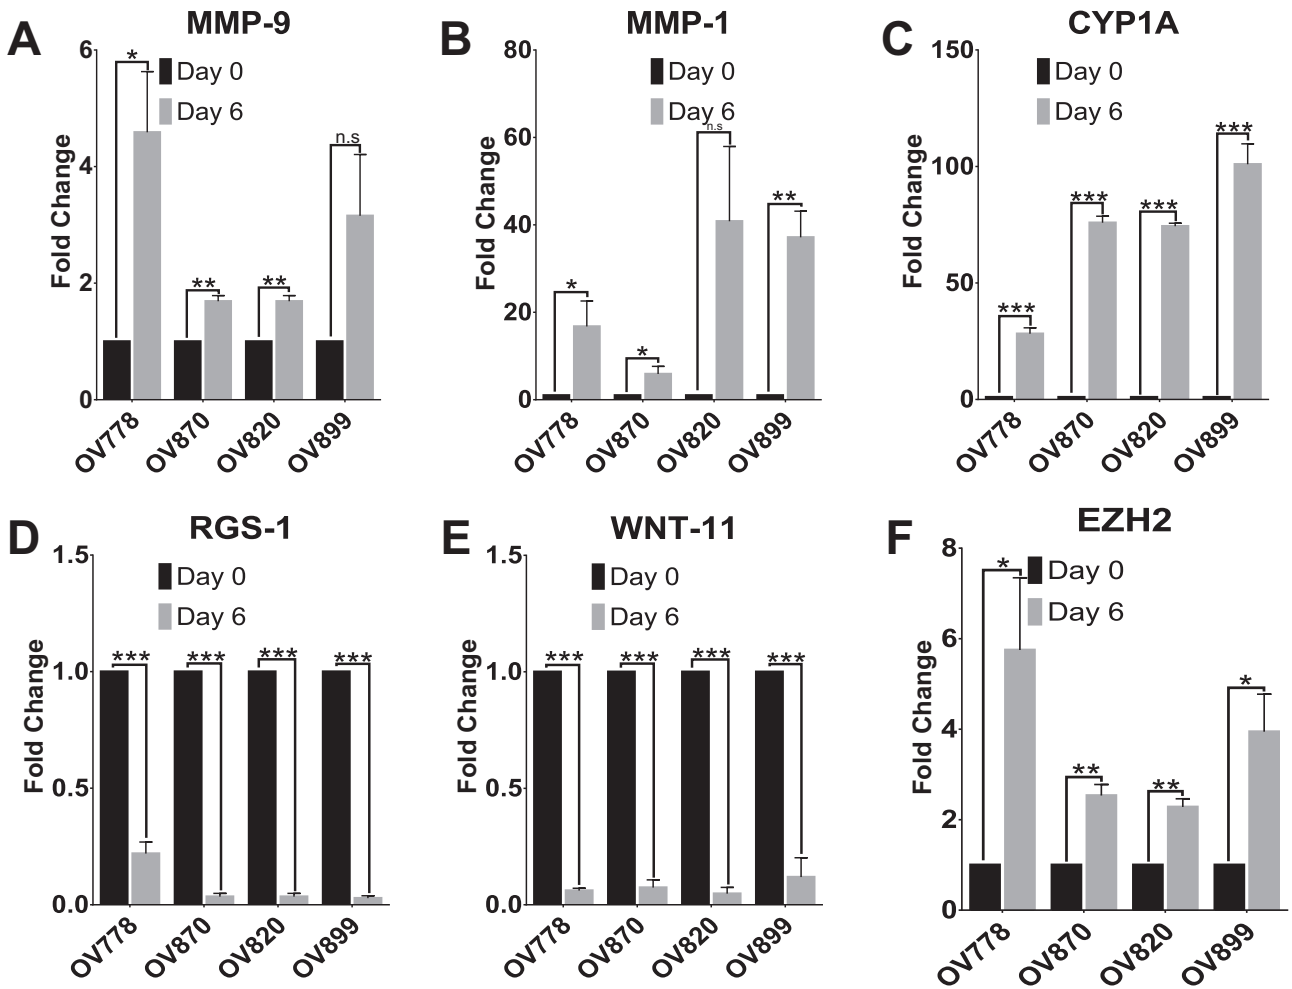 A
MMP-9
Fold Change
6
4
2
0
Day 0
Day 6
*
**
**
n.s
OV778
OV870
OV820
OV899
B
MMP-1
Fold Change
80
60
40
20
0
Day 0
Day 6
*
*
n.s
**
OV778
OV870
OV820
OV899
C
CYP1A
Fold Change
150
100
50
0
Day 0
Day 6
***
***
***
***
OV778
OV870
OV820
OV899
D
RGS-1
Fold Change
1.5
1.0
0.5
0.0
Day 0
Day 6
***
***
***
***
OV778
OV870
OV820
OV899
E
WNT-11
Fold Change
1.5
1.0
0.5
0.0
Day 0
Day 6
***
***
***
***
OV778
OV870
OV820
OV899
F
EZH2
Fold Change
8
6
4
2
0
Day 0
Day 6
*
**
**
*
OV778
OV870
OV820
OV899